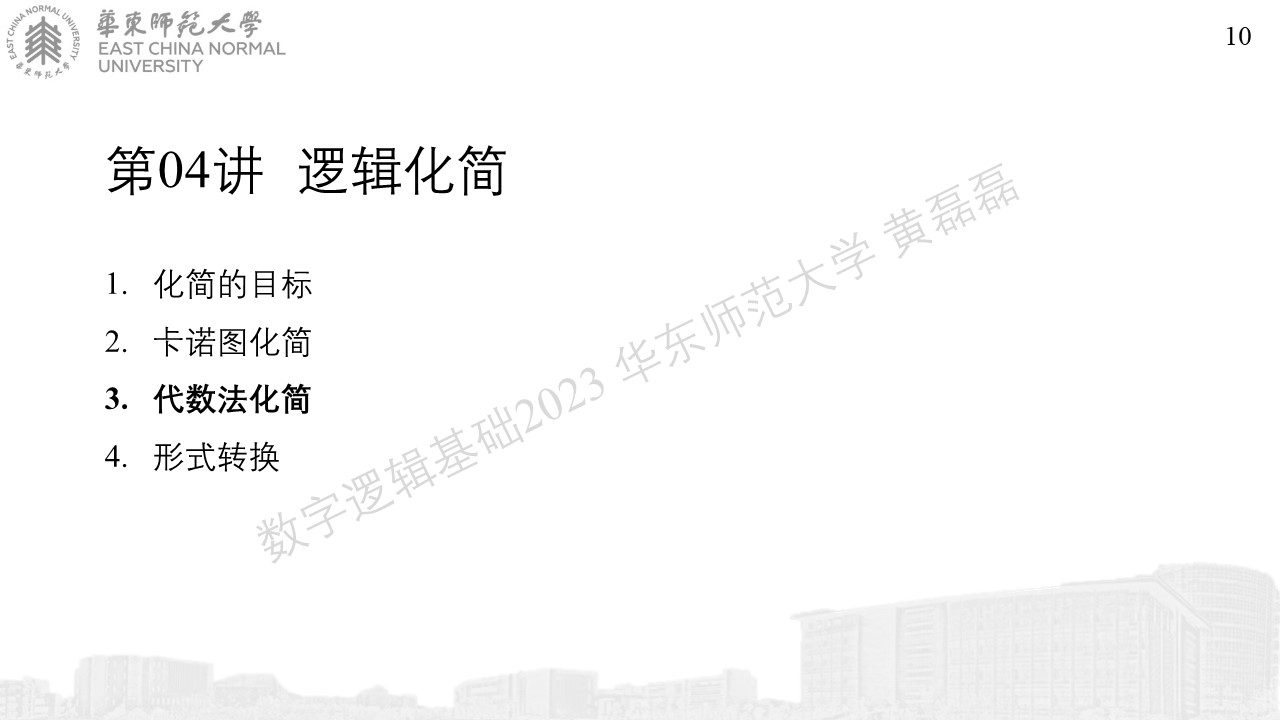 EAST CHINA NORMAL UNIVERSITY
華東師范大学
華東師范大學
EAST CHINA NORMAL
UNIVERSITY
10
第04讲 逻辑化简
1. 化简的目标
2. 卡诺图化简
3. 代数法化简
4. 形式转换
数字逻辑基础2023 华东师范大学 黄磊磊